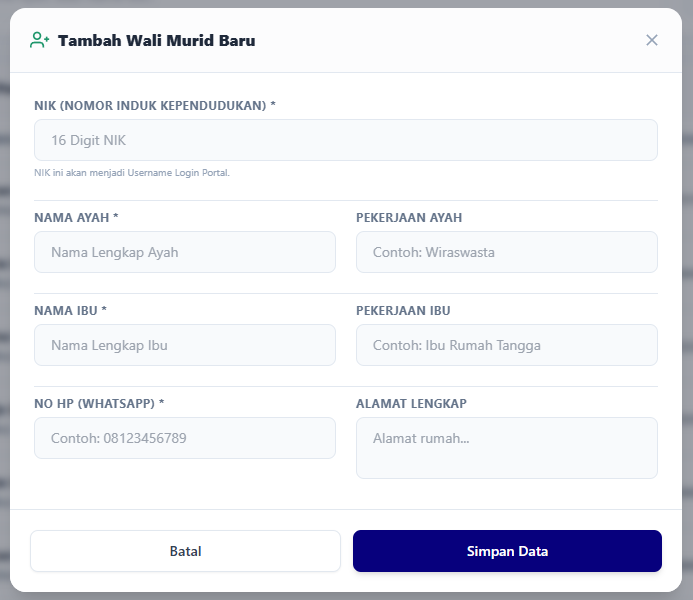 Tambah Wali Murid Baru
NIK (NOMOR INDUK KEPENDUDUKAN) *
16 Digit NIK
NIK ini akan menjadi Username Login Portal.
NAMA AYAH *
PEKERJAAN AYAH
Nama Lengkap Ayah
Contoh: Wiraswasta
NAMA IBU *
PEKERJAAN IBU
Nama Lengkap Ibu
Contoh: Ibu Rumah Tangga
NO HP (WHATSAPP) *
ALAMAT LENGKAP
Contoh: 08123456789
Alamat rumah...
Batal
Simpan Data